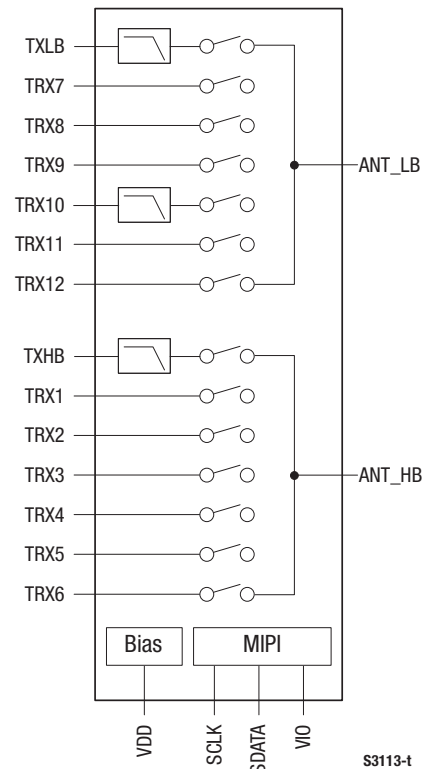 TXLB
TRX7
TRX8
TRX9
TRX10
TRX11
TRX12
ANT_LB
TXHB
TRX1
TRX2
TRX3
TRX4
TRX5
TRX6
ANT_HB
Bias
MIPI
VDD
SCLK
SDATA
VIO
S3113-t